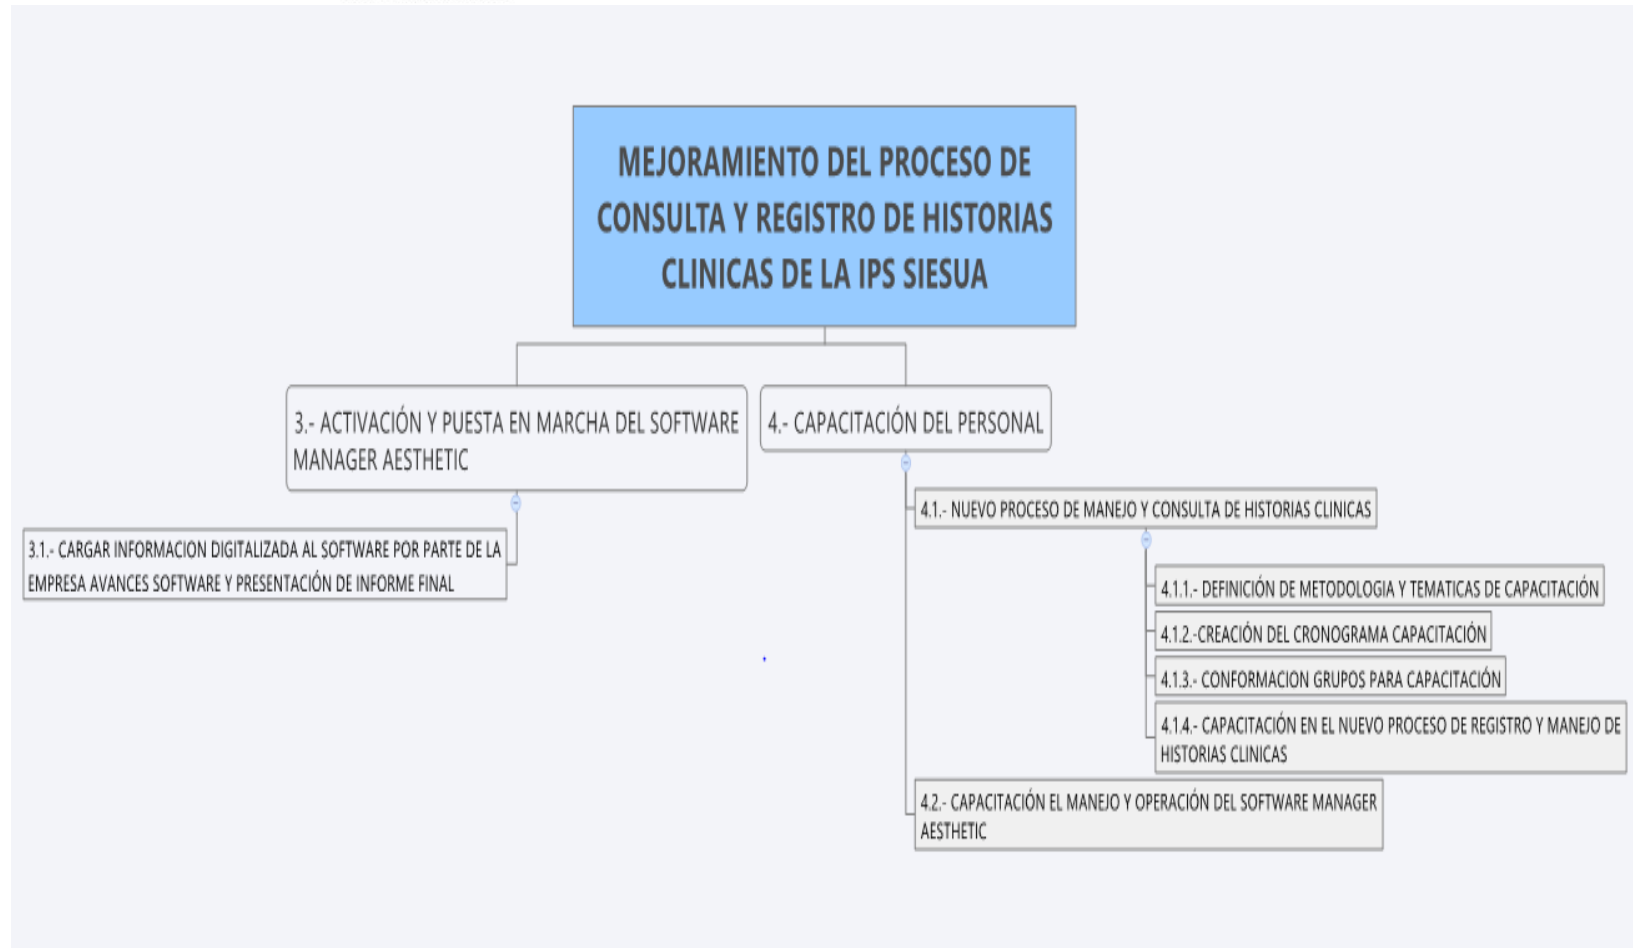 MEJORAMIENTO DEL PROCESO DE
CONSULTA Y REGISTRO DE HISTORIAS
CLINICAS DE LA IPS SIESUA
3.- ACTIVACIÓN Y PUESTA EN MARCHA DEL SOFTWARE
MANAGER AESTHETIC
3.1.- CARGAR INFORMACION DIGITALIZADA AL SOFTWARE POR PARTE DE LA
EMPRESA AVANCES SOFTWARE Y PRESENTACIÓN DE INFORME FINAL
4.- CAPACITACIÓN DEL PERSONAL
4.1.- NUEVO PROCESO DE MANEJO Y CONSULTA DE HISTORIAS CLINICAS
4.1.1.- DEFINICIÓN DE METODOLOGIA Y TEMATICAS DE CAPACITACIÓN
4.1.2.-CREACIÓN DEL CRONOGRAMA CAPACITACIÓN
4.1.3.- CONFORMACION GRUPOS PARA CAPACITACIÓN
4.1.4.- CAPACITACIÓN EN EL NUEVO PROCESO DE REGISTRO Y MANEJO DE
HISTORIAS CLINICAS
4.2.- CAPACITACIÓN EL MANEJO Y OPERACIÓN DEL SOFTWARE MANAGER
AESTHETIC